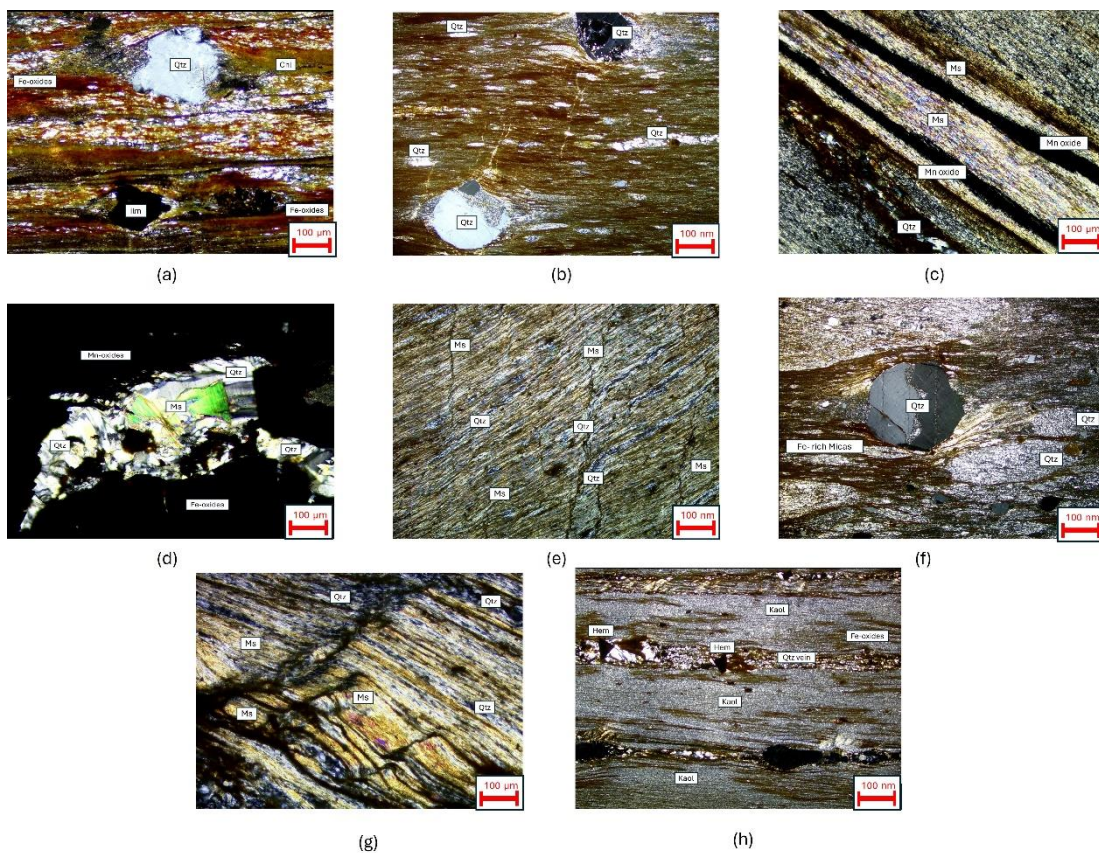 Qtz
Chl
Fe-oxides
Ilm
Fe-oxides
100 µm
(a)
Qtz
Qtz
Qtz
Qtz
Qtz
100 nm
(b)
Ms
Ms
Mn oxide
Mn oxide
Qtz
100 µm
(c)
Mn-oxides
Qtz
Ms
Qtz
Qtz
Fe-oxides
100 µm
(d)
Ms
Ms
Qtz
Qtz
Ms
Qtz
Ms
100 nm
(e)
Qtz
Qtz
Fe- rich Micas
Qtz
100 nm
(f)
Qtz
Qtz
Ms
Ms
Ms
Qtz
100 µm
(g)
Kaol
Hem
Hem
Fe-oxides
Qtz vein
Kaol
Kaol
100 nm
(h)